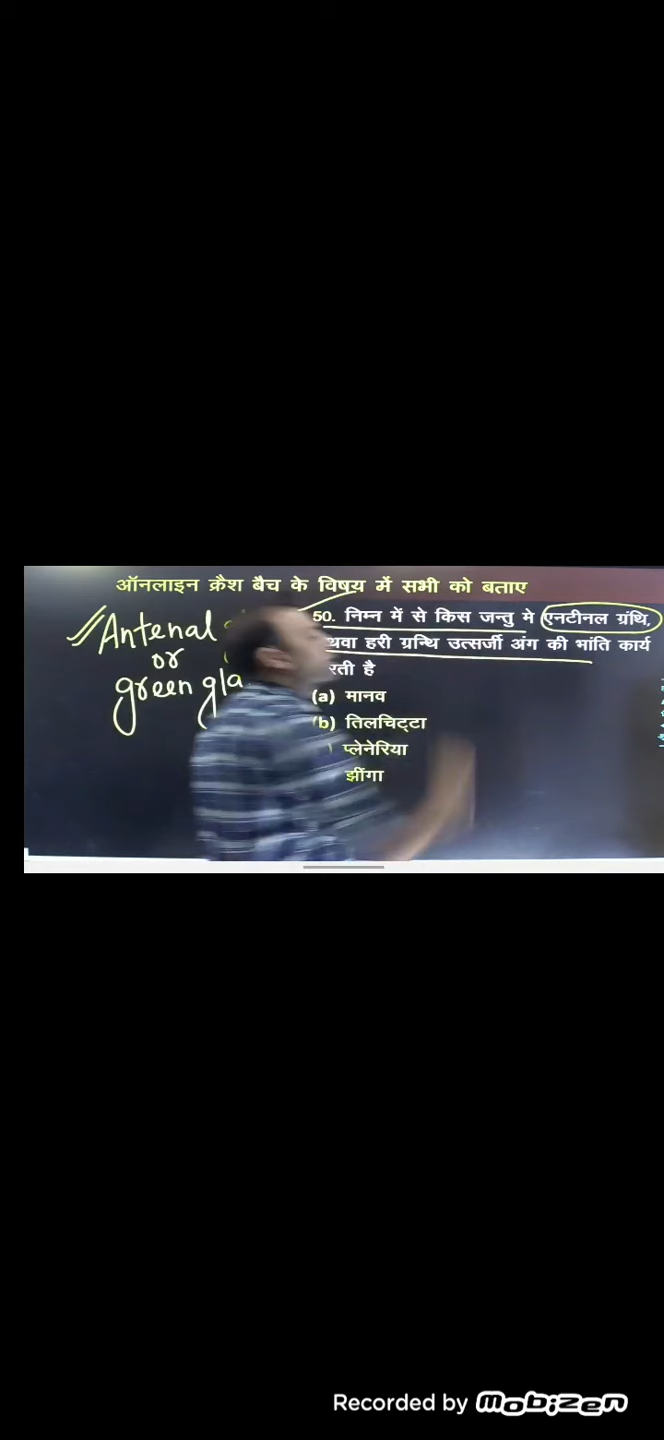 ऑनलाइन क्रैश बैच के विषय में सभी को बताए
Antenal
or
green gla
50. निम्न में से किस जन्तु मे एनटीनल ग्रंथि,
थवा हरी ग्रन्थि उत्सर्जी अंग की भांति कार्य
रती है
(a) मानव
(b) तिलचिट्टा
) प्लेनेरिया
झींगा
Recorded by mobizen